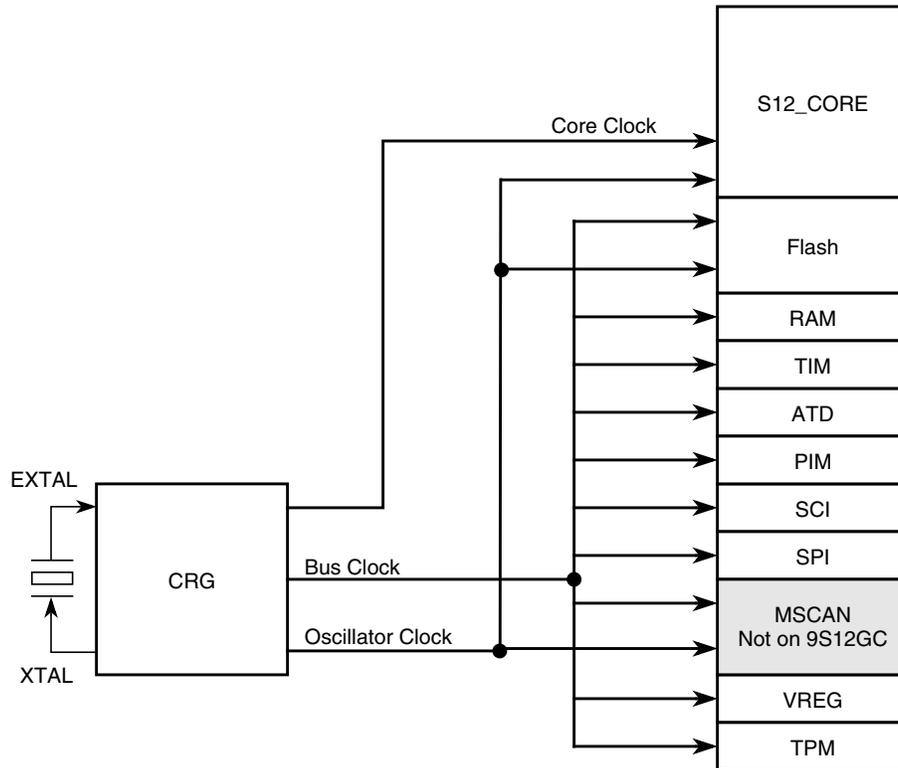 S12_CORE
Core Clock
Flash
RAM
TIM
ATD
PIM
EXTAL
SCI
SPI
Bus Clock
CRG
MSCAN
Not on 9S12GC
Oscillator Clock
XTAL
VREG
TPM